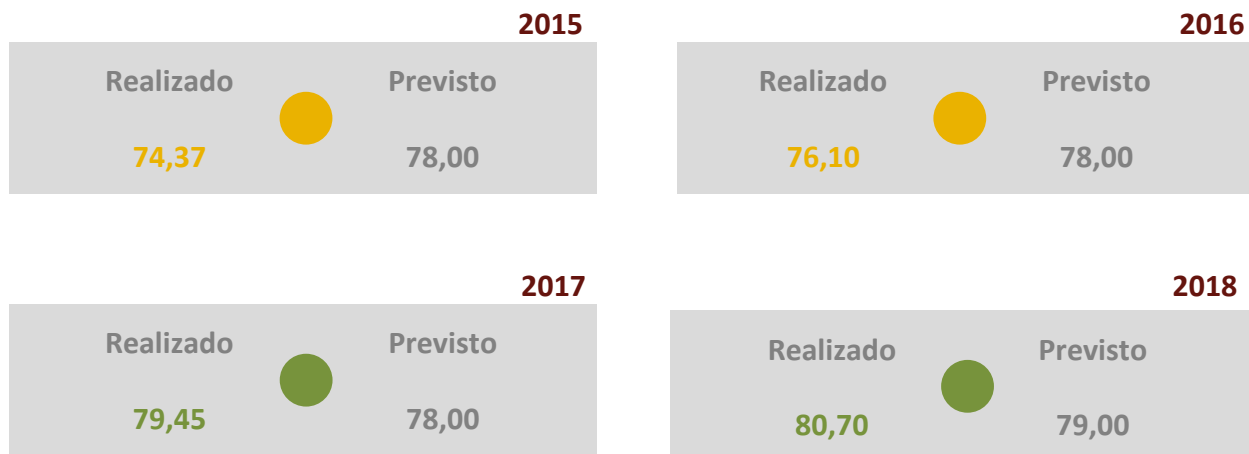 2015
Realizado Previsto
74,37 78,00
2016
Realizado Previsto
76,10 78,00
2017
Realizado Previsto
79,45 78,00
2018
Realizado Previsto
80,70 79,00